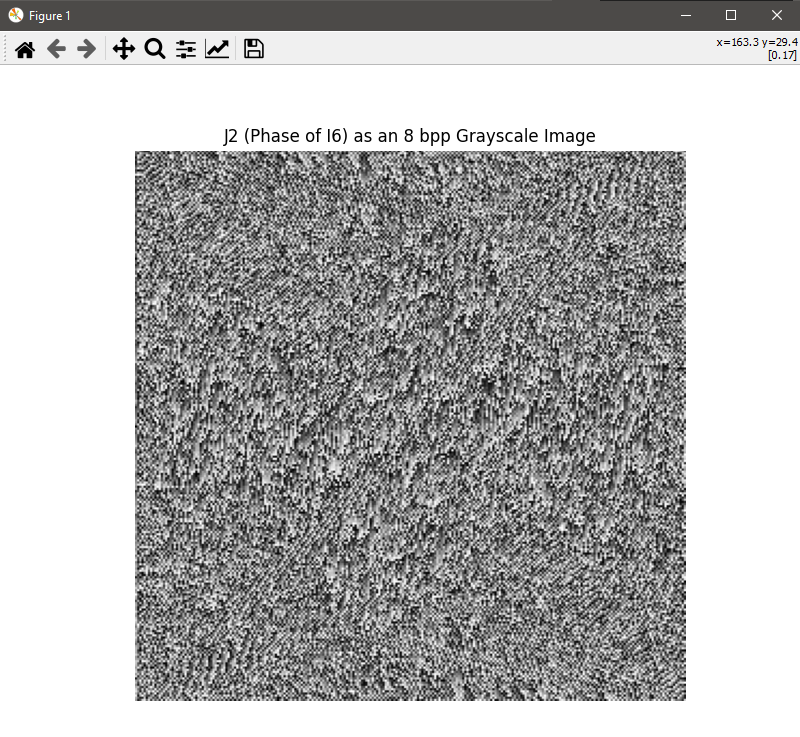 Figure 1
x=163.3 y=29.4
[0.17]
J2 (Phase of I6) as an 8 bpp Grayscale Image